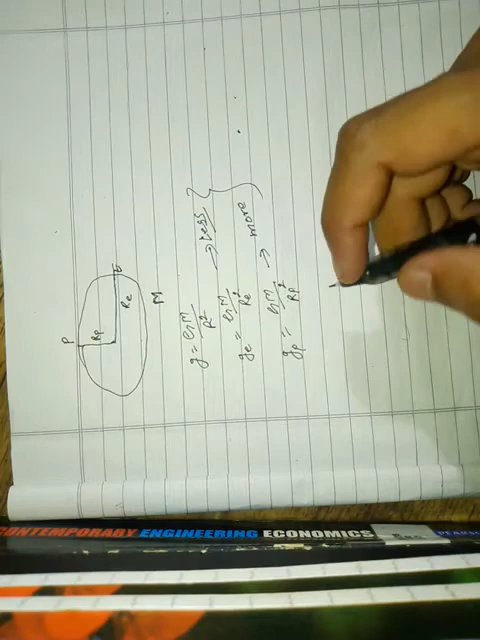 P
Rp
Re
E
M
g = GM/R²
→ Less
ge = GM/Re²
gp = GM/Rp² → more
CONTEMPORARY ENGINEERING ECONOMICS